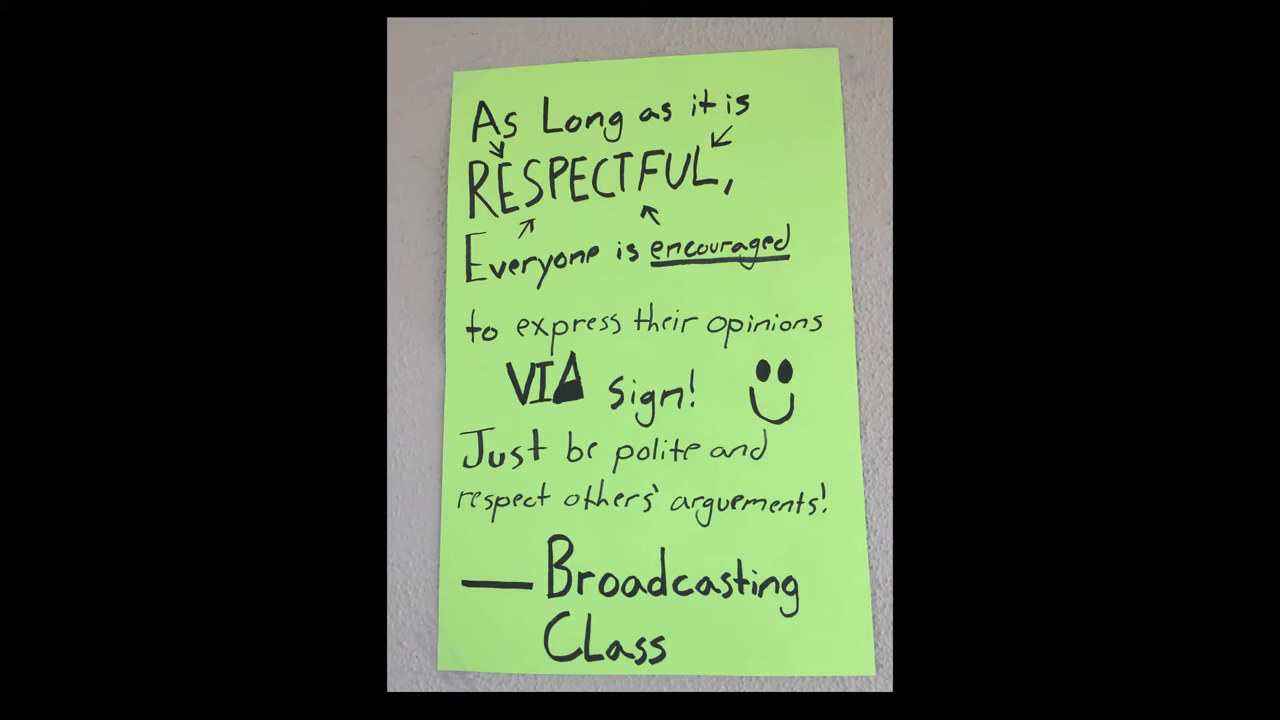 As Long as it is
RESPECTFUL,
Everyone is encouraged
to express their opinions
VIA sign!
Just be polite and
respect others' arguements!
— Broadcasting
CLass